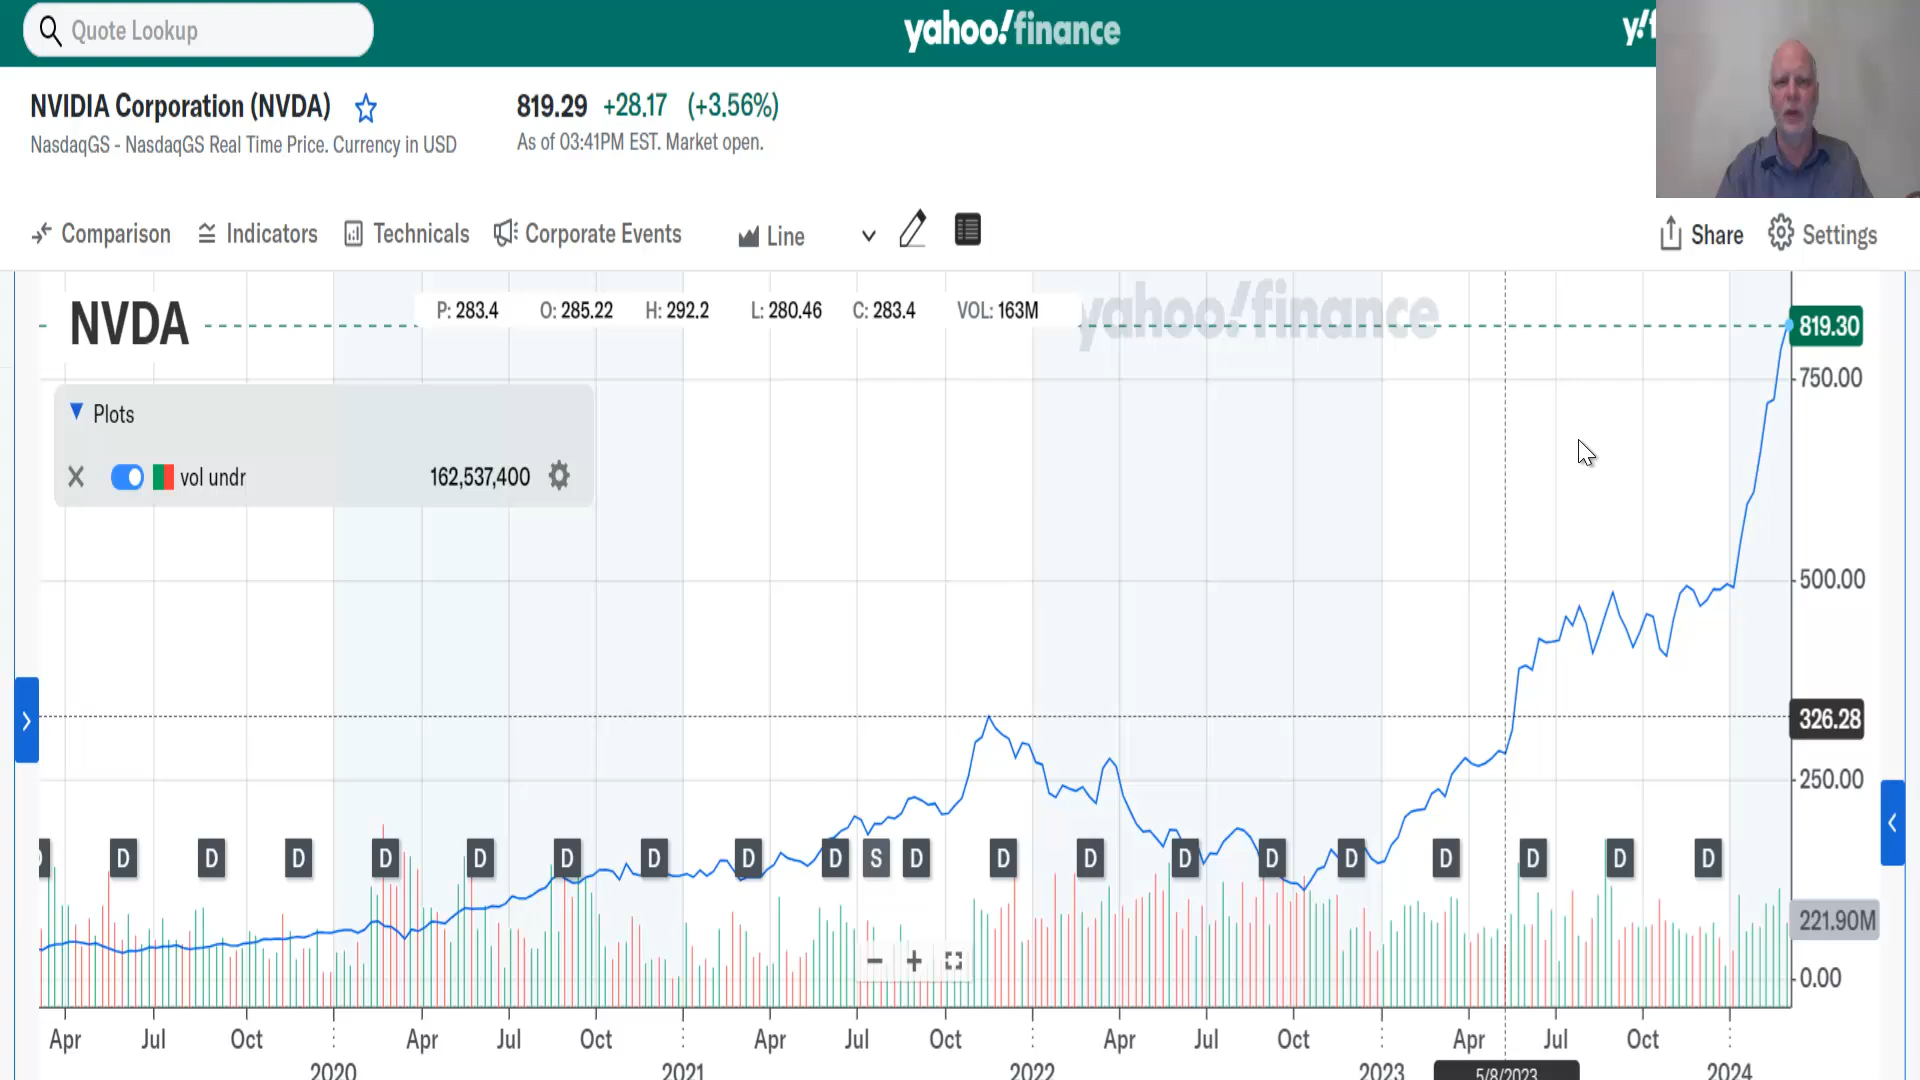 Quote Lookup
yahoo!finance
NVIDIA Corporation (NVDA)
819.29 +28.17 (+3.56%)
NasdaqGS - NasdaqGS Real Time Price. Currency in USD
As of 03:41PM EST. Market open.
Comparison Indicators Technicals Corporate Events Line Share Settings
NVDA
P: 283.4 O: 285.22 H: 292.2 L: 280.46 C: 283.4 VOL: 163M
yahoo!finance
819.30
750.00
Plots
vol undr 162,537,400
500.00
326.28
250.00
D D D D D D D D D S D D D D D D D D D D
221.90M
0.00
Apr Jul Oct Apr Jul Oct Apr Jul Oct Apr Jul Oct Apr Jul Oct
2020 2021 2022 2023 5/8/2023 2024